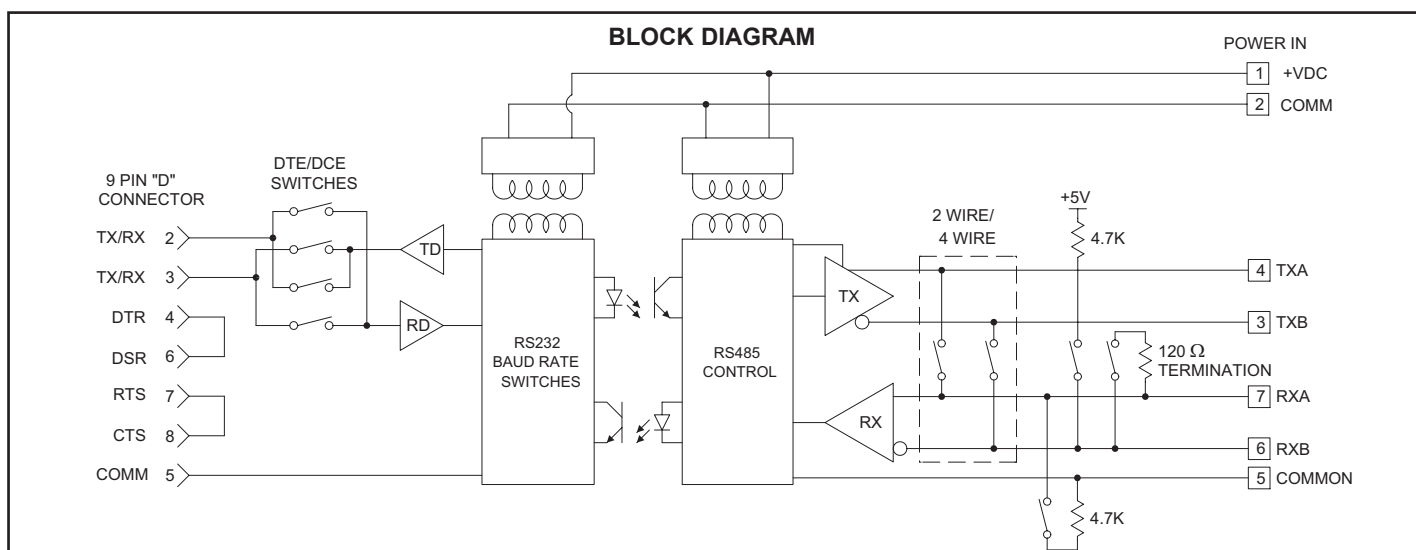 BLOCK DIAGRAM
POWER IN
1 +VDC
2 COMM
9 PIN "D"
CONNECTOR
DTE/DCE
SWITCHES
TX/RX 2
TX/RX 3
DTR 4
DSR 6
RTS 7
CTS 8
COMM 5
TD
RD
RS232
BAUD RATE
SWITCHES
RS485
CONTROL
TX
RX
2 WIRE/
4 WIRE
+5V
4.7K
120 Ω
TERMINATION
4.7K
4 TXA
3 TXB
7 RXA
6 RXB
5 COMMON